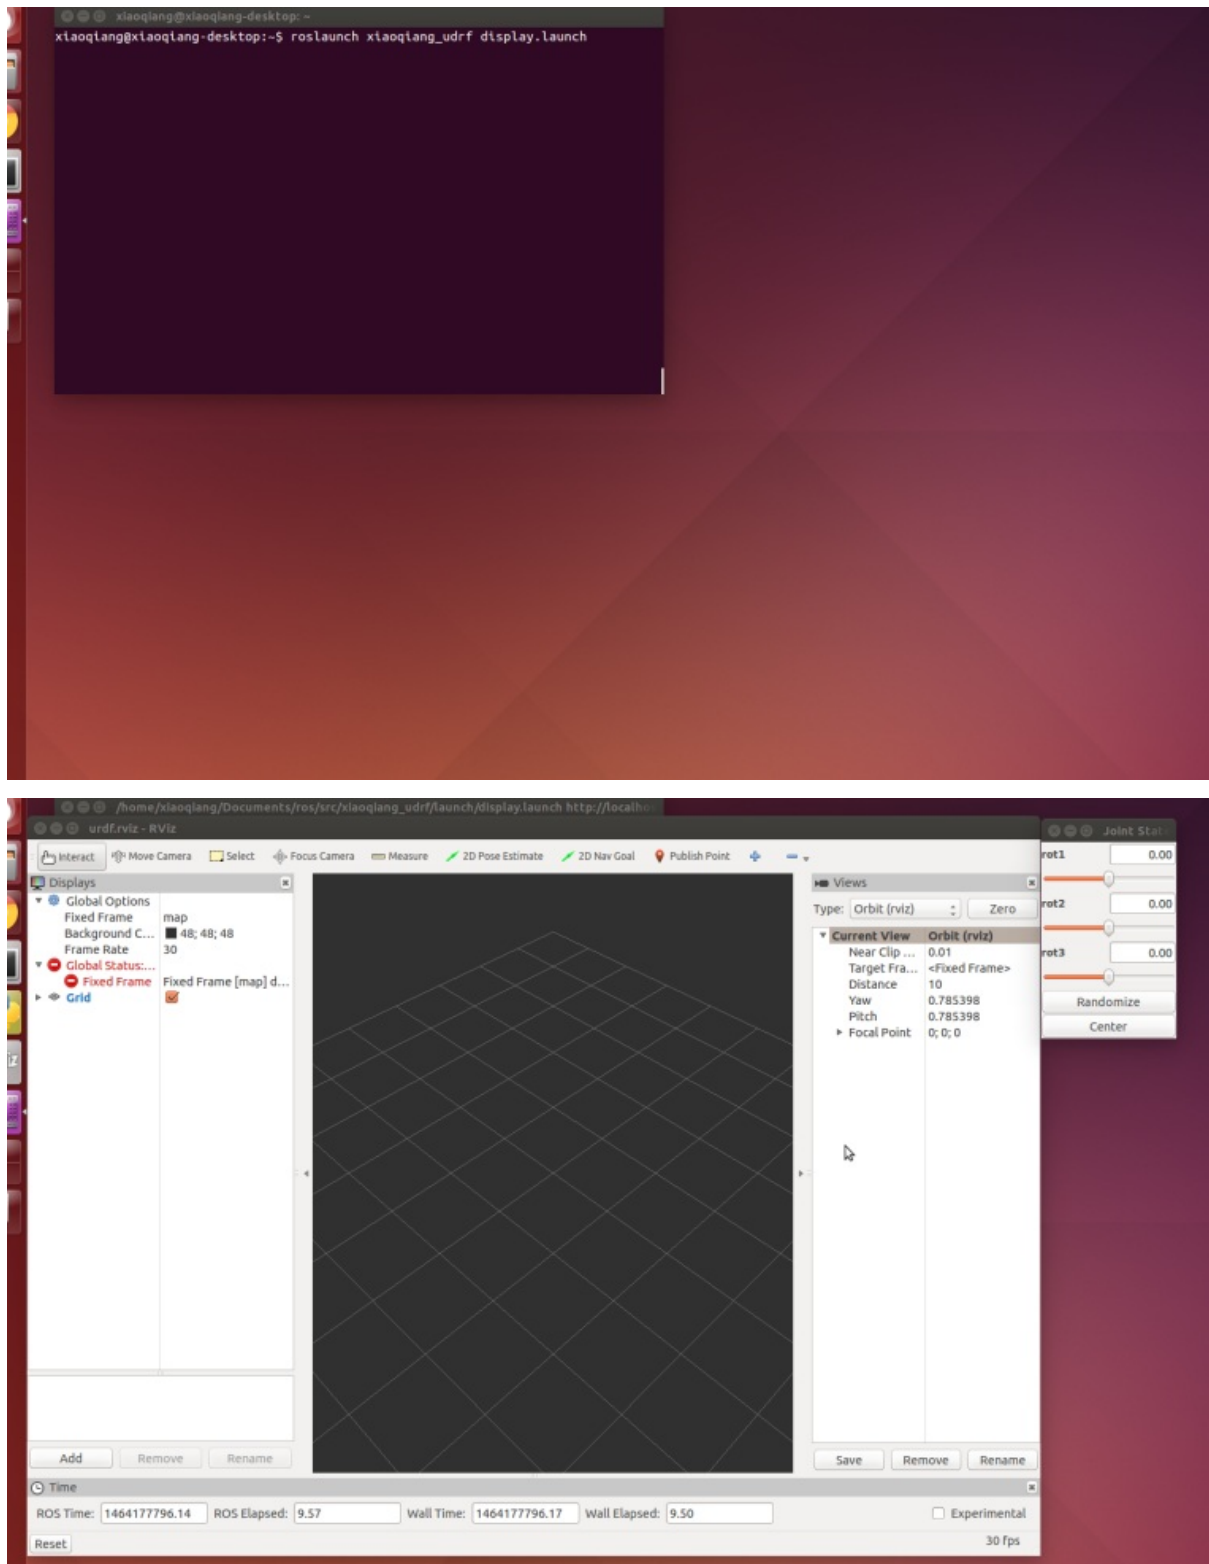 xiaoqiang@xiaoqiang-desktop: ~
xiaoqiang@xiaoqiang-desktop:~$ roslaunch xiaoqiang_udrf display.launch
/home/xiaoqiang/Documents/ros/src/xiaoqiang_udrf/launch/display.launch http://localho
urdf.rviz - RViz
Joint Stat
Interact Move Camera Select Focus Camera Measure 2D Pose Estimate 2D Nav Goal Publish Point
Displays
Global Options
Fixed Frame map
Background C... 48; 48; 48
Frame Rate 30
Global Status:...
Fixed Frame Fixed Frame [map] d...
Grid
Add Remove Rename
Views
Type: Orbit (rviz) Zero
Current View Orbit (rviz)
Near Clip ... 0.01
Target Fra... <Fixed Frame>
Distance 10
Yaw 0.785398
Pitch 0.785398
Focal Point 0; 0; 0
Save Remove Rename
rot1 0.00
rot2 0.00
rot3 0.00
Randomize
Center
Time
ROS Time: 1464177796.14 ROS Elapsed: 9.57 Wall Time: 1464177796.17 Wall Elapsed: 9.50 Experimental
Reset 30 fps